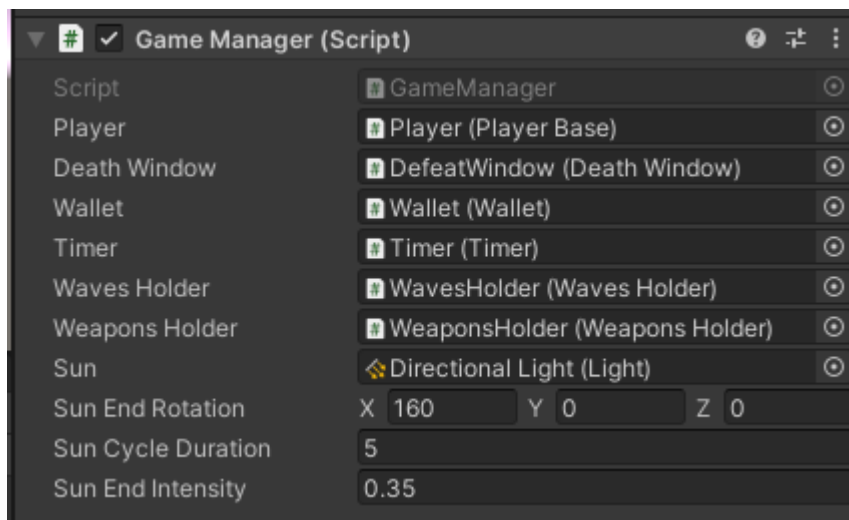 Game Manager (Script)
Script GameManager
Player Player (Player Base)
Death Window DefeatWindow (Death Window)
Wallet Wallet (Wallet)
Timer Timer (Timer)
Waves Holder WavesHolder (Waves Holder)
Weapons Holder WeaponsHolder (Weapons Holder)
Sun Directional Light (Light)
Sun End Rotation X 160 Y 0 Z 0
Sun Cycle Duration 5
Sun End Intensity 0.35